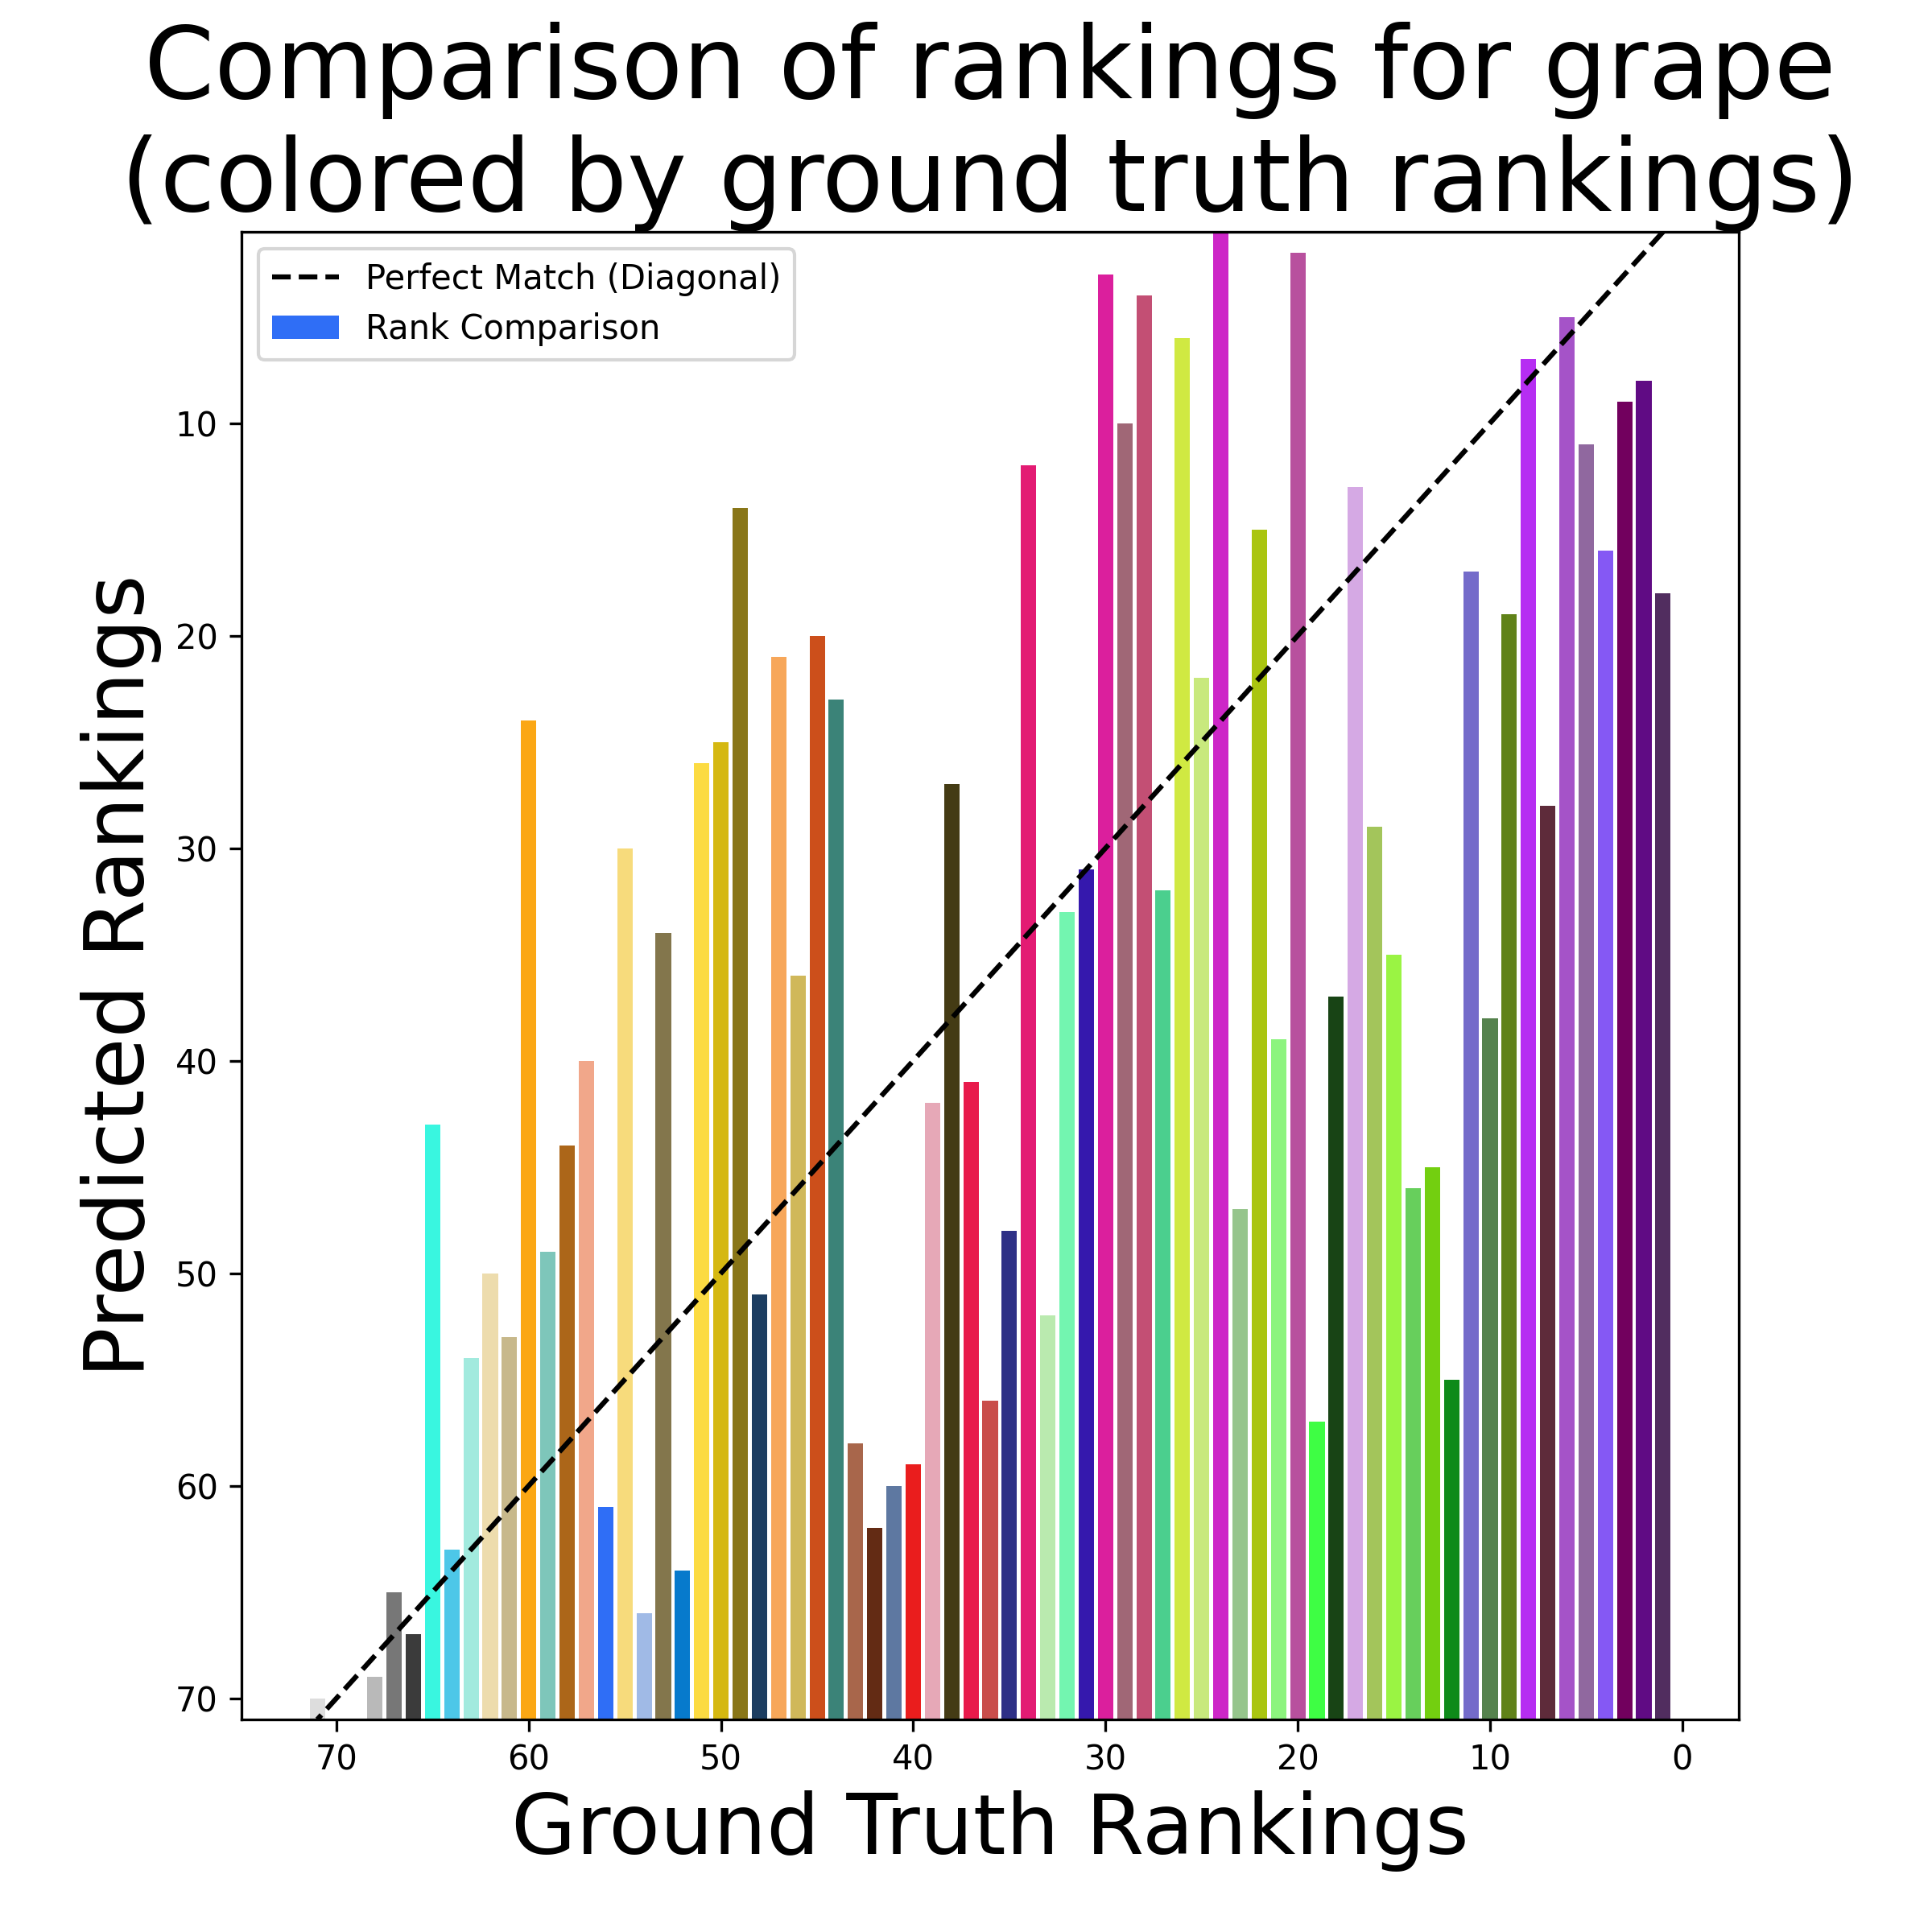 Comparison of rankings for grape
(colored by ground truth rankings)
Perfect Match (Diagonal)
Rank Comparison
Predicted Rankings
10
20
30
40
50
60
70
70 60 50 40 30 20 10 0
Ground Truth Rankings